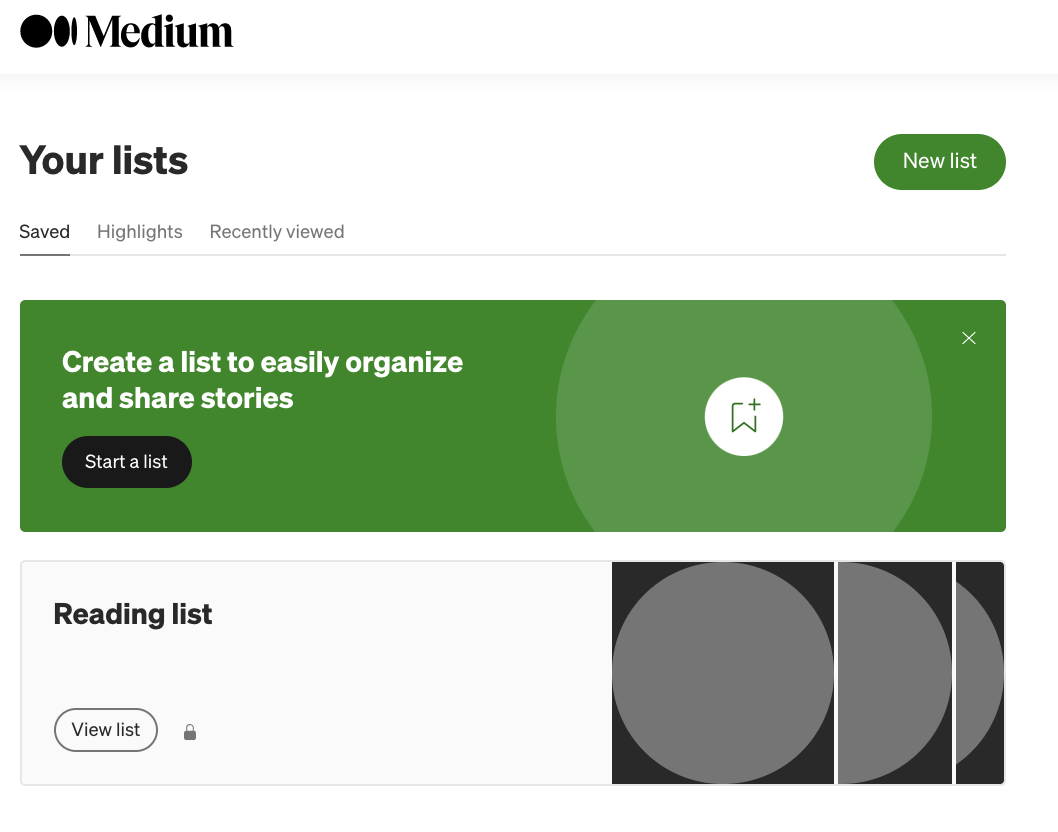 Medium
Your lists
New list
Saved Highlights Recently viewed
Create a list to easily organize
and share stories
Start a list
Reading list
View list